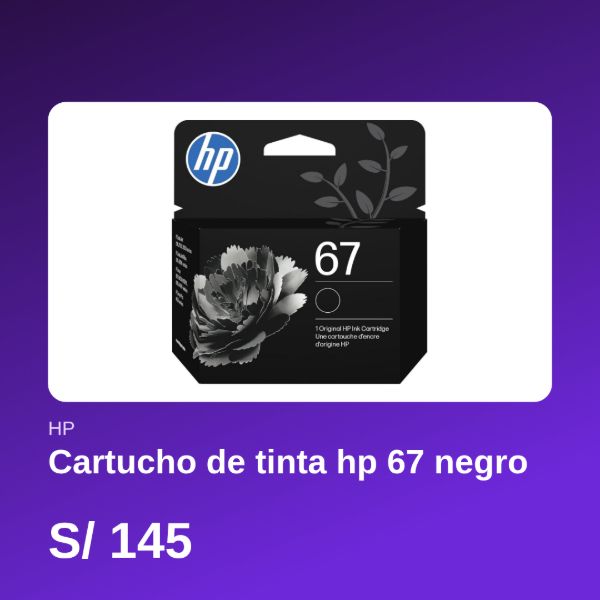 hp
67
1 Original HP Ink Cartridge
Une cartouche d'encre
d'origine HP
HP
Cartucho de tinta hp 67 negro
S/ 145